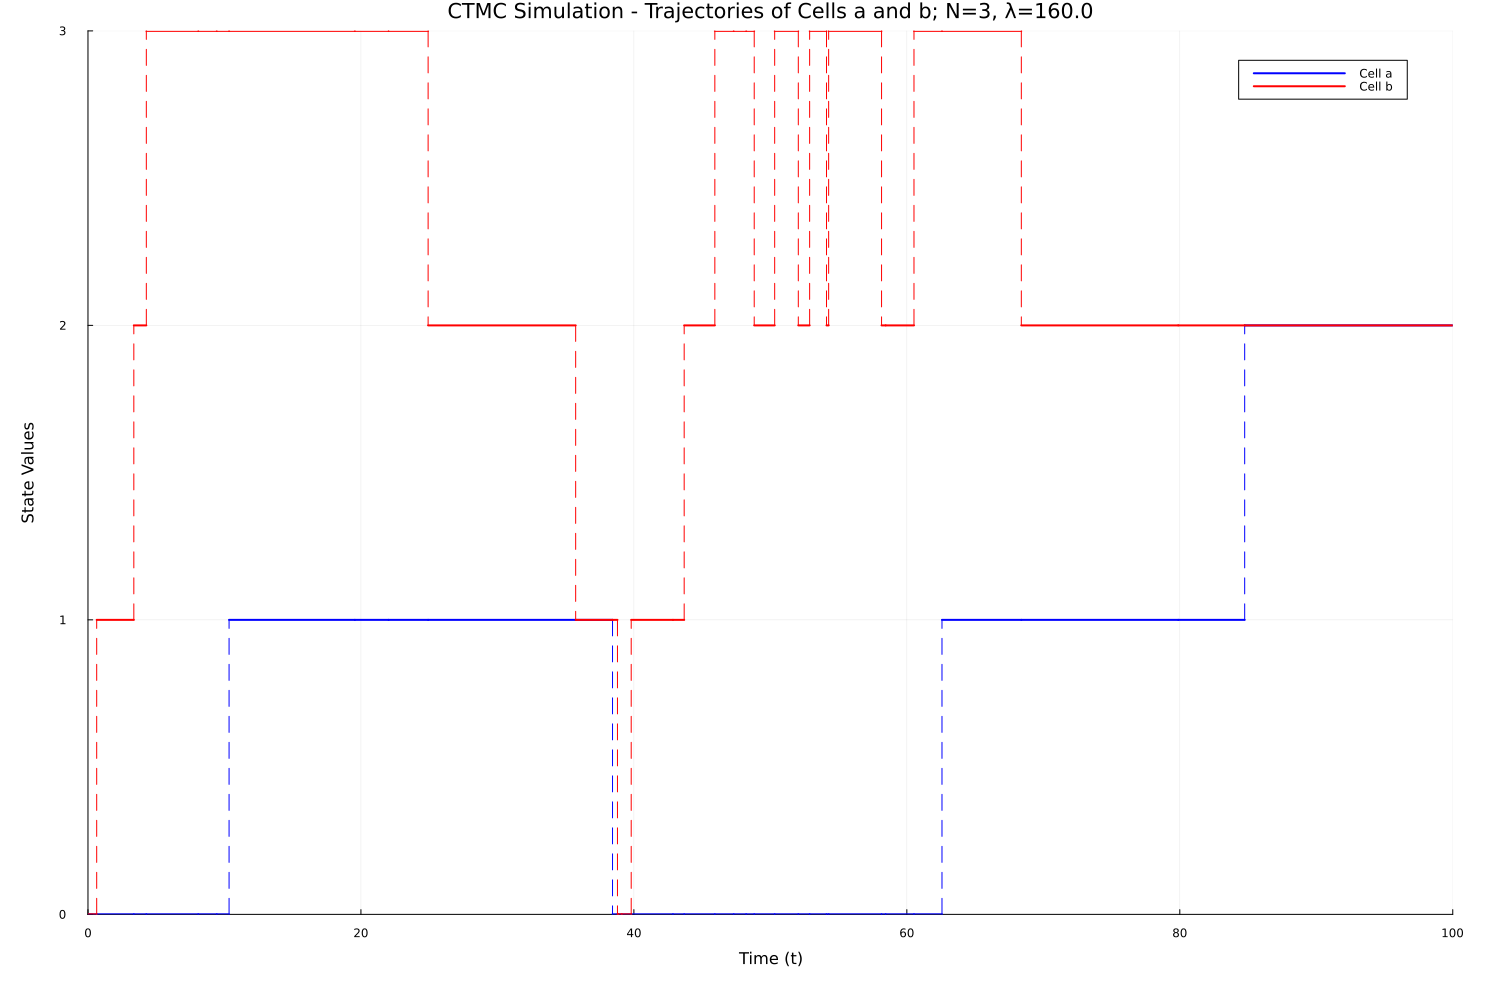 CTMC Simulation - Trajectories of Cells a and b; N=3, λ=160.0
3
Cell a
Cell b
2
State Values
1
0
0 20 40 60 80 100
Time (t)